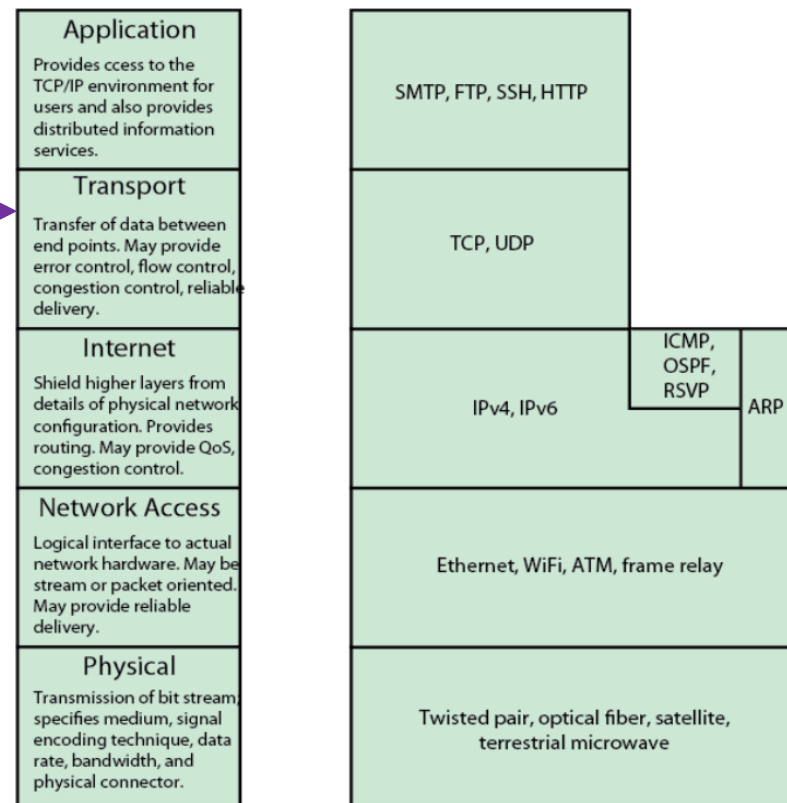 Application
Provides ccess to the
TCP/IP environment for
users and also provides
distributed information
services.
SMTP, FTP, SSH, HTTP
Transport
Transfer of data between
end points. May provide
error control, flow control,
congestion control, reliable
delivery.
TCP, UDP
Internet
Shield higher layers from
details of physical network
configuration. Provides
routing. May provide QoS,
congestion control.
IPv4, IPv6
ICMP,
OSPF,
RSVP
ARP
Network Access
Logical interface to actual
network hardware. May be
stream or packet oriented.
May provide reliable
delivery.
Ethernet, WiFi, ATM, frame relay
Physical
Transmission of bit stream;
specifies medium, signal
encoding technique, data
rate, bandwidth, and
physical connector.
Twisted pair, optical fiber, satellite,
terrestrial microwave